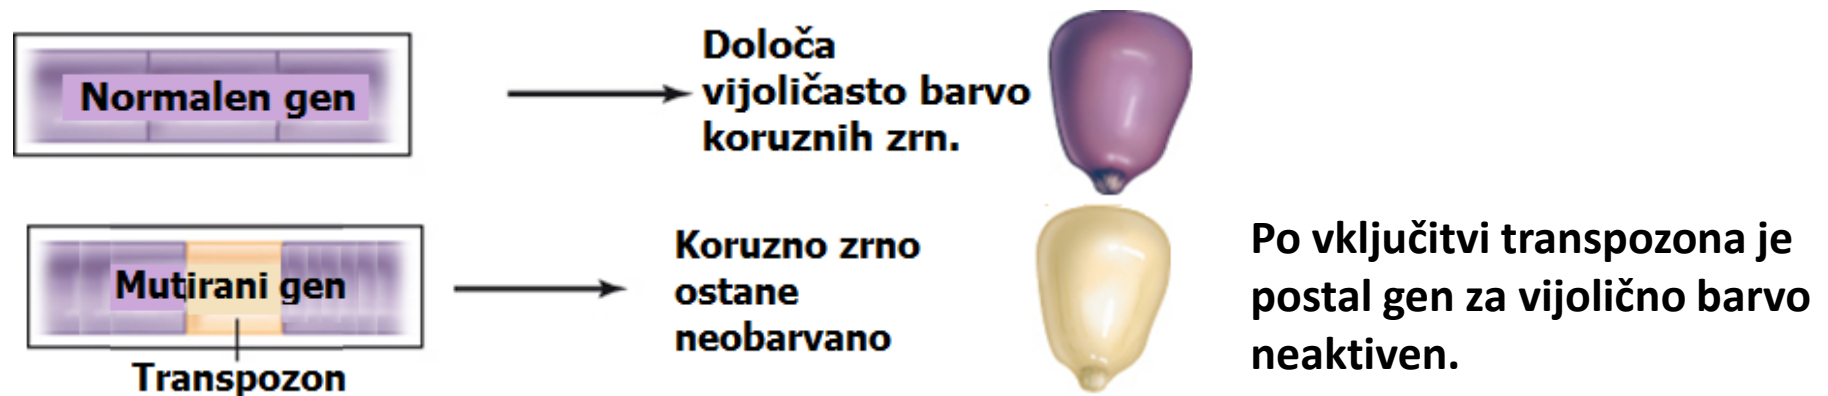 Normalen gen
Določa
vijoličasto barvo
koruznih zrn.
Mutirani gen
Transpozon
Koruzno zrno
ostane
neobarvano
Po vključitvi transpozona je
postal gen za vijolično barvo
neaktiven.